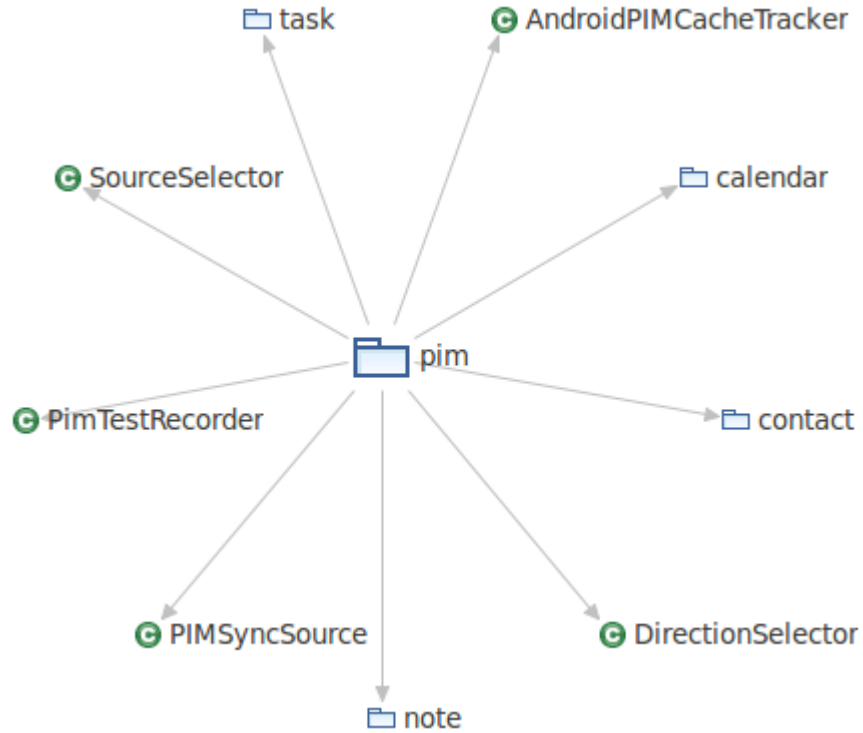 task
AndroidPIMCacheTracker
SourceSelector
calendar
pim
PimTestRecorder
contact
PIMSyncSource
DirectionSelector
note